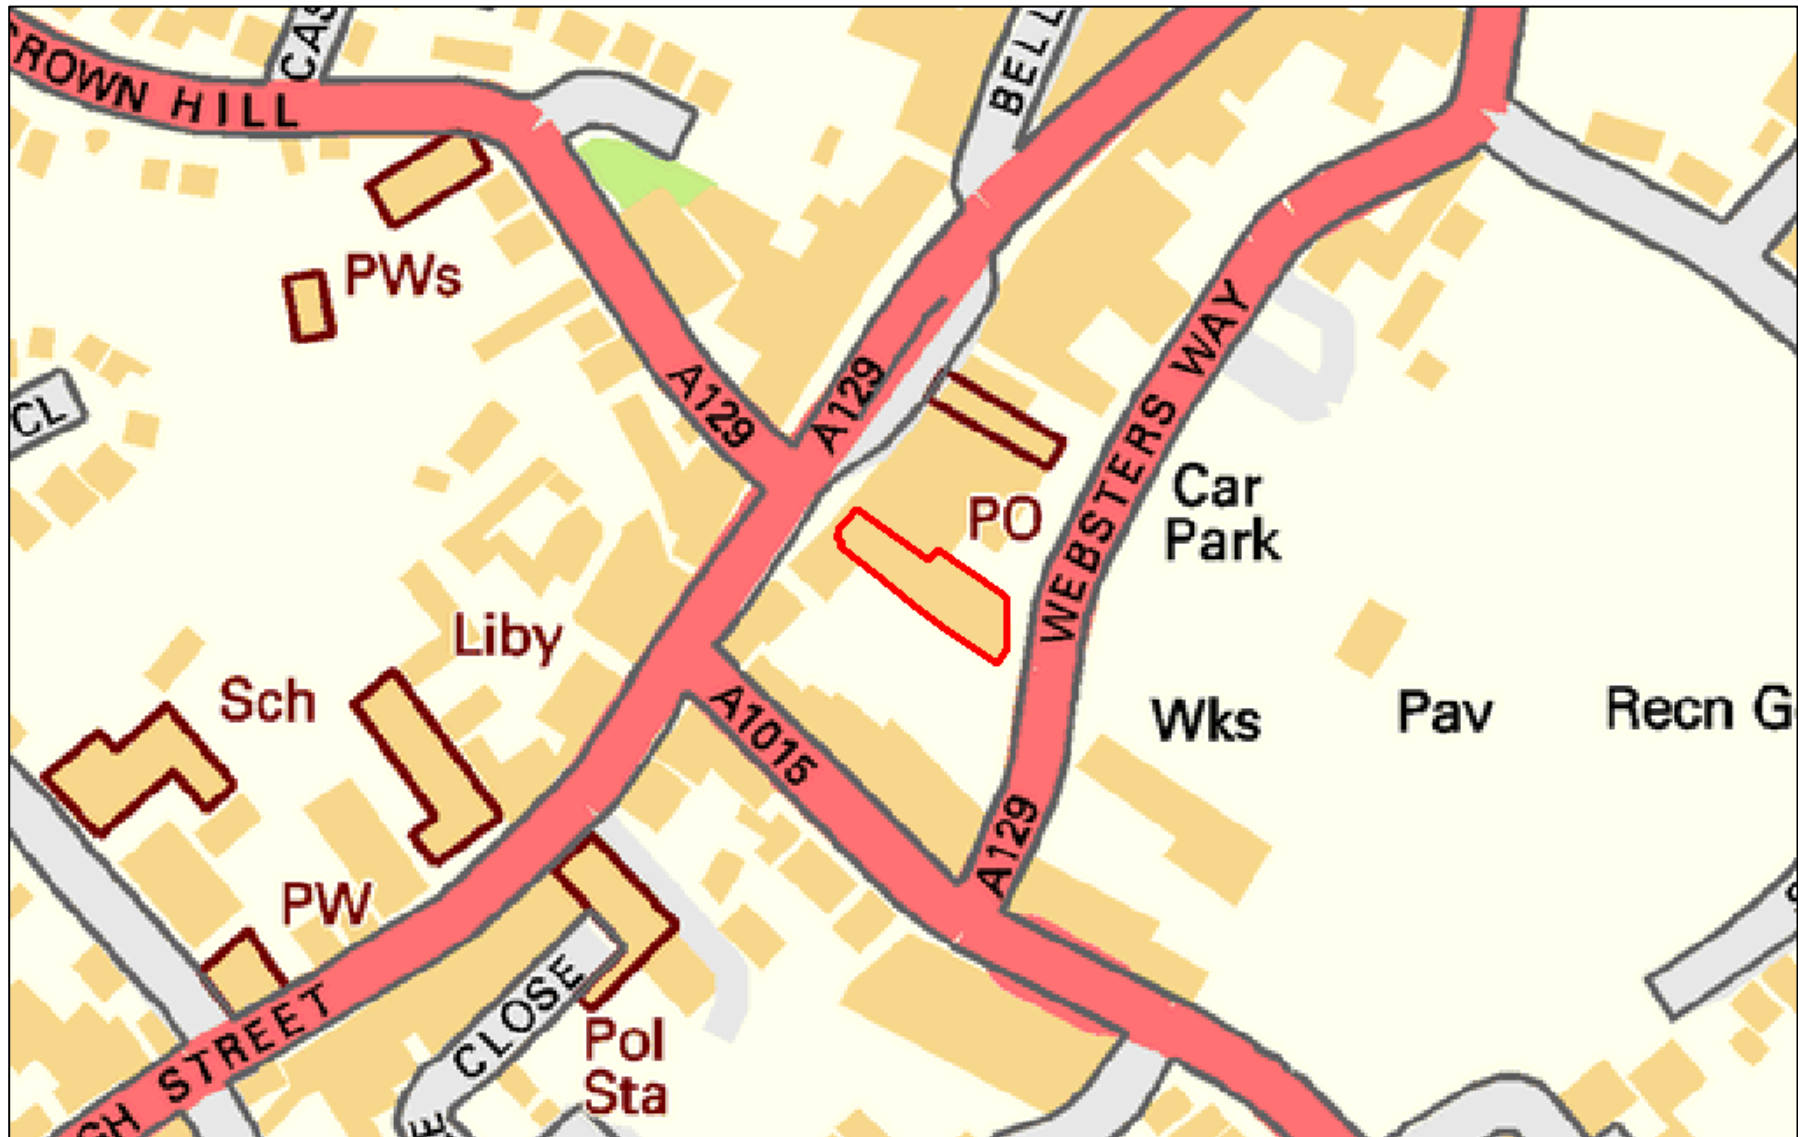 ROWN HILL
CAS
BELL
PWs
CL
A129
A129
WEBSTERS WAY
Car
Park
PO
Liby
Sch
A1015
Wks
Pav
Recn G
A129
PW
CLOSE
Pol
Sta
GH STREET